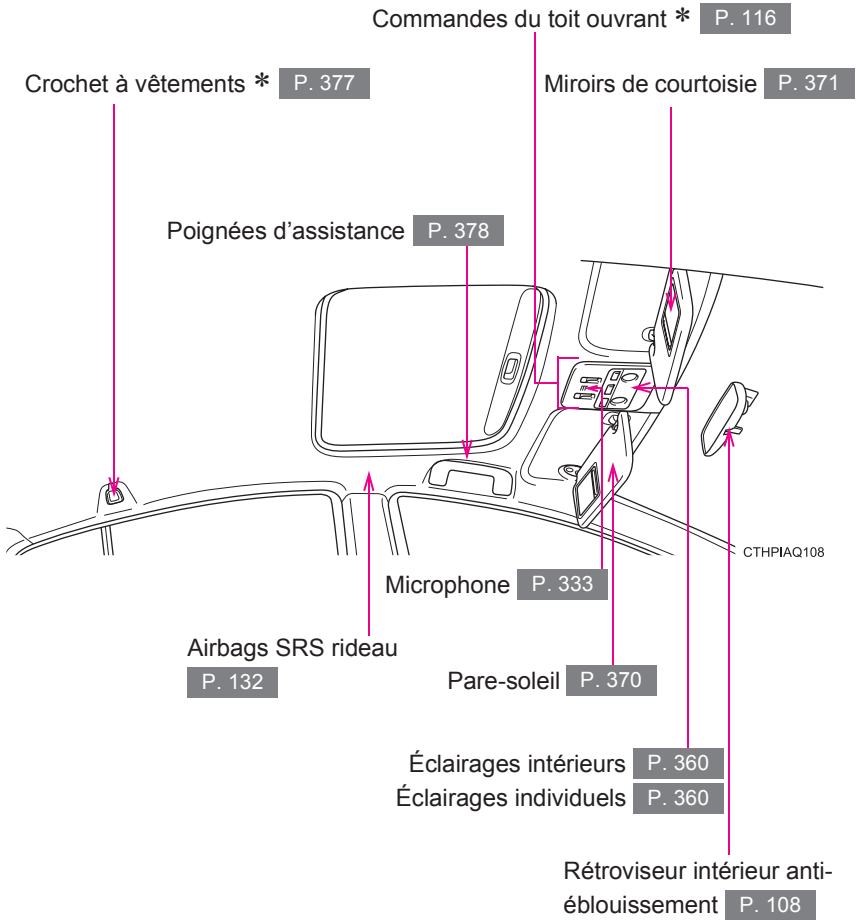 Commandes du toit ouvrant * P. 116
Crochet à vêtements * P. 377
Miroirs de courtoisie P. 371
Poignées d’assistance P. 378
CTHPIAQ108
Microphone P. 333
Airbags SRS rideau
P. 132
Pare-soleil P. 370
Éclairages intérieurs P. 360
Éclairages individuels P. 360
Rétroviseur intérieur anti-
éblouissement P. 108